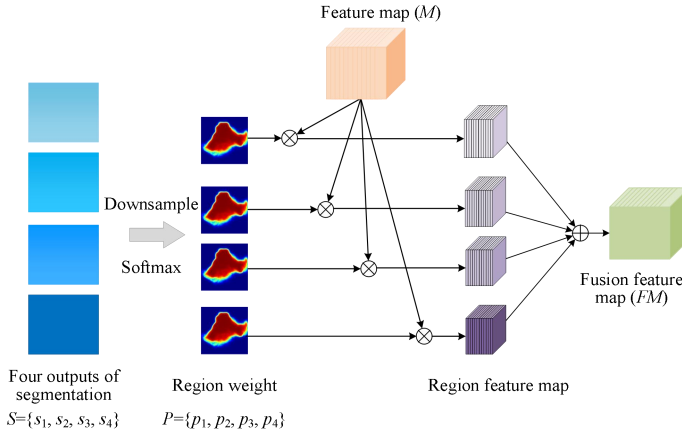 Feature map (M)
Downsample
Softmax
Fusion feature
map (FM)
Four outputs of
segmentation
S={s₁, s₂, s₃, s₄}
Region weight
P={p₁, p₂, p₃, p₄}
Region feature map